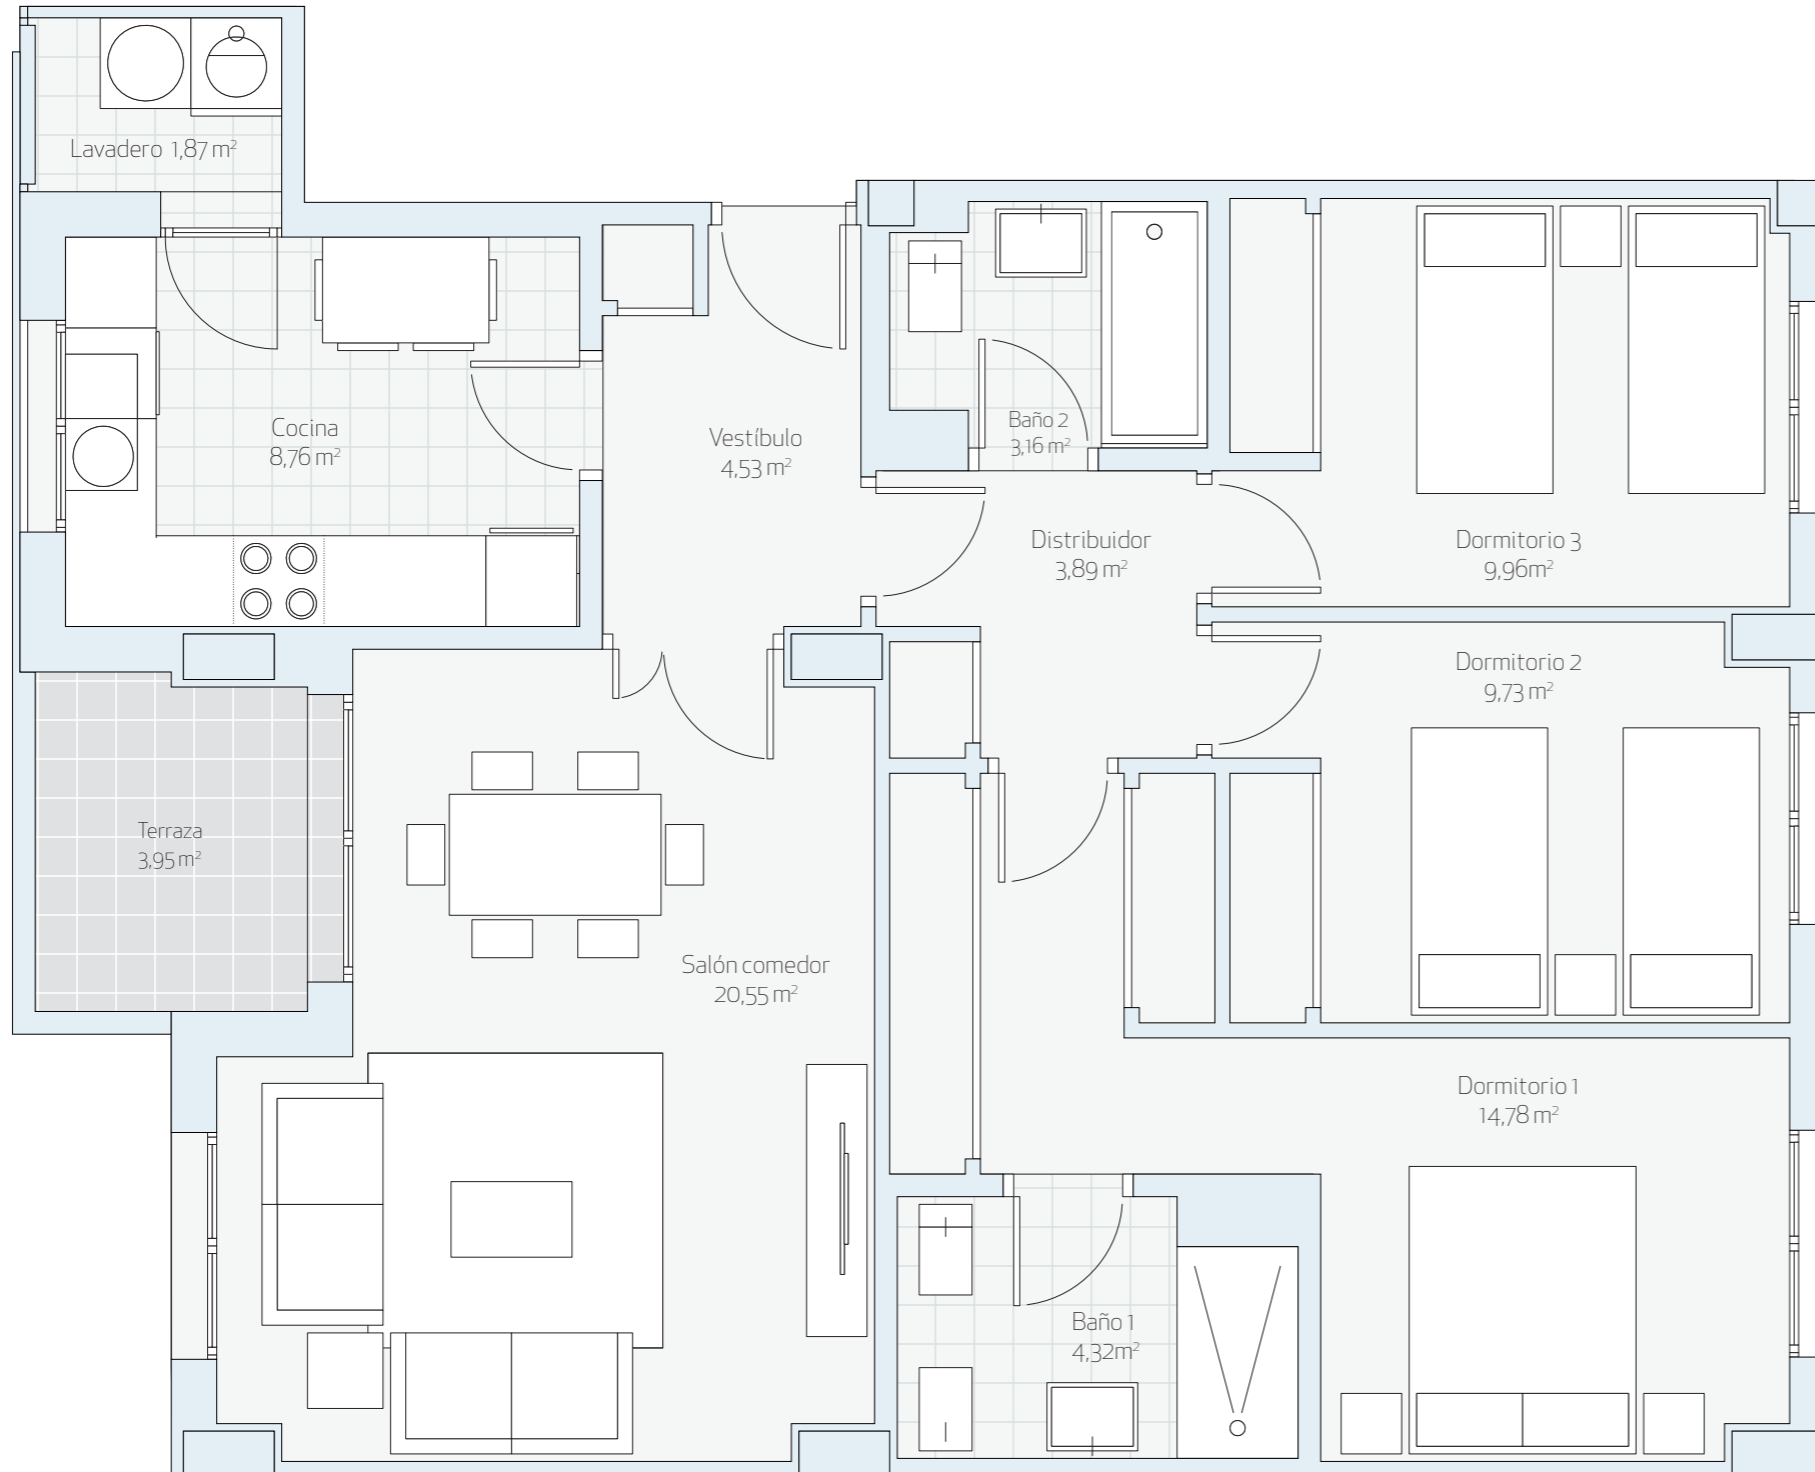 Lavadero 1,87 m²
Cocina
8,76 m²
Vestíbulo
4,53 m²
Baño 2
3,16 m²
Distribuidor
3,89 m²
Dormitorio 3
9,96m²
Dormitorio 2
9,73 m²
Terraza
3,95 m²
Salón comedor
20,55 m²
Dormitorio 1
14,78 m²
Baño 1
4,32m²